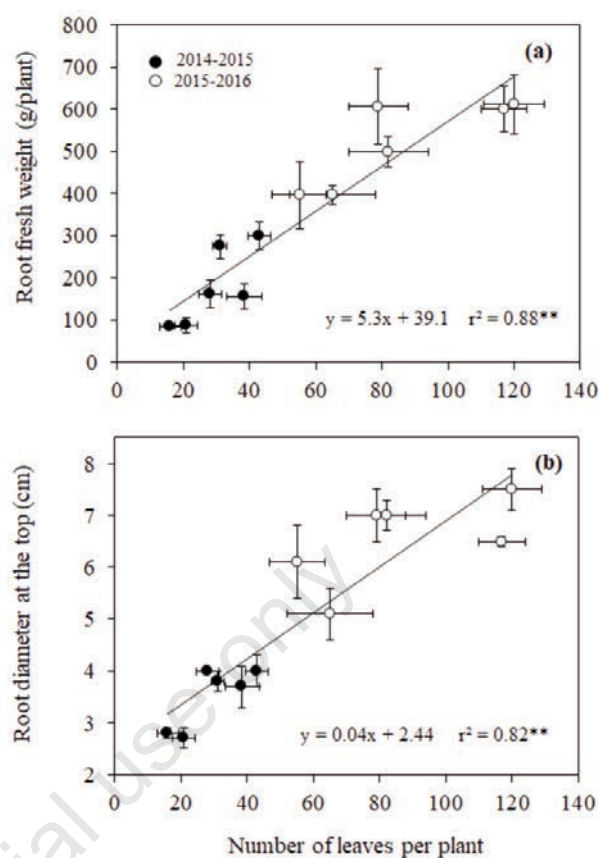 (a)
2014-2015
2015-2016
Root fresh weight (g/plant)
800
700
600
500
400
300
200
100
0
y = 5.3x + 39.1 r² = 0.88**
0 20 40 60 80 100 120 140
(b)
Root diameter at the top (cm)
8
7
6
5
4
3
2
y = 0.04x + 2.44 r² = 0.82**
0 20 40 60 80 100 120 140
Number of leaves per plant
ial use only